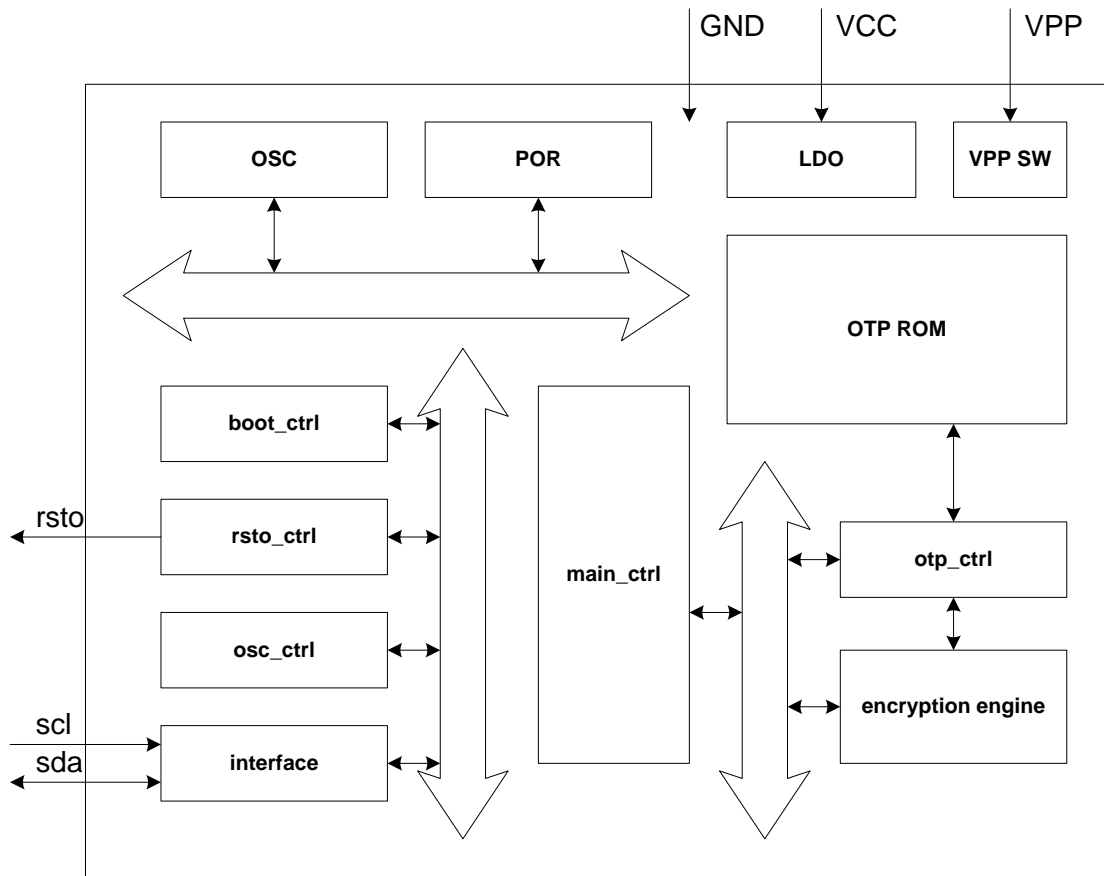 GND
VCC
VPP
OSC
POR
LDO
VPP SW
OTP ROM
boot_ctrl
rsto
rsto_ctrl
main_ctrl
otp_ctrl
osc_ctrl
encryption engine
scl
sda
interface